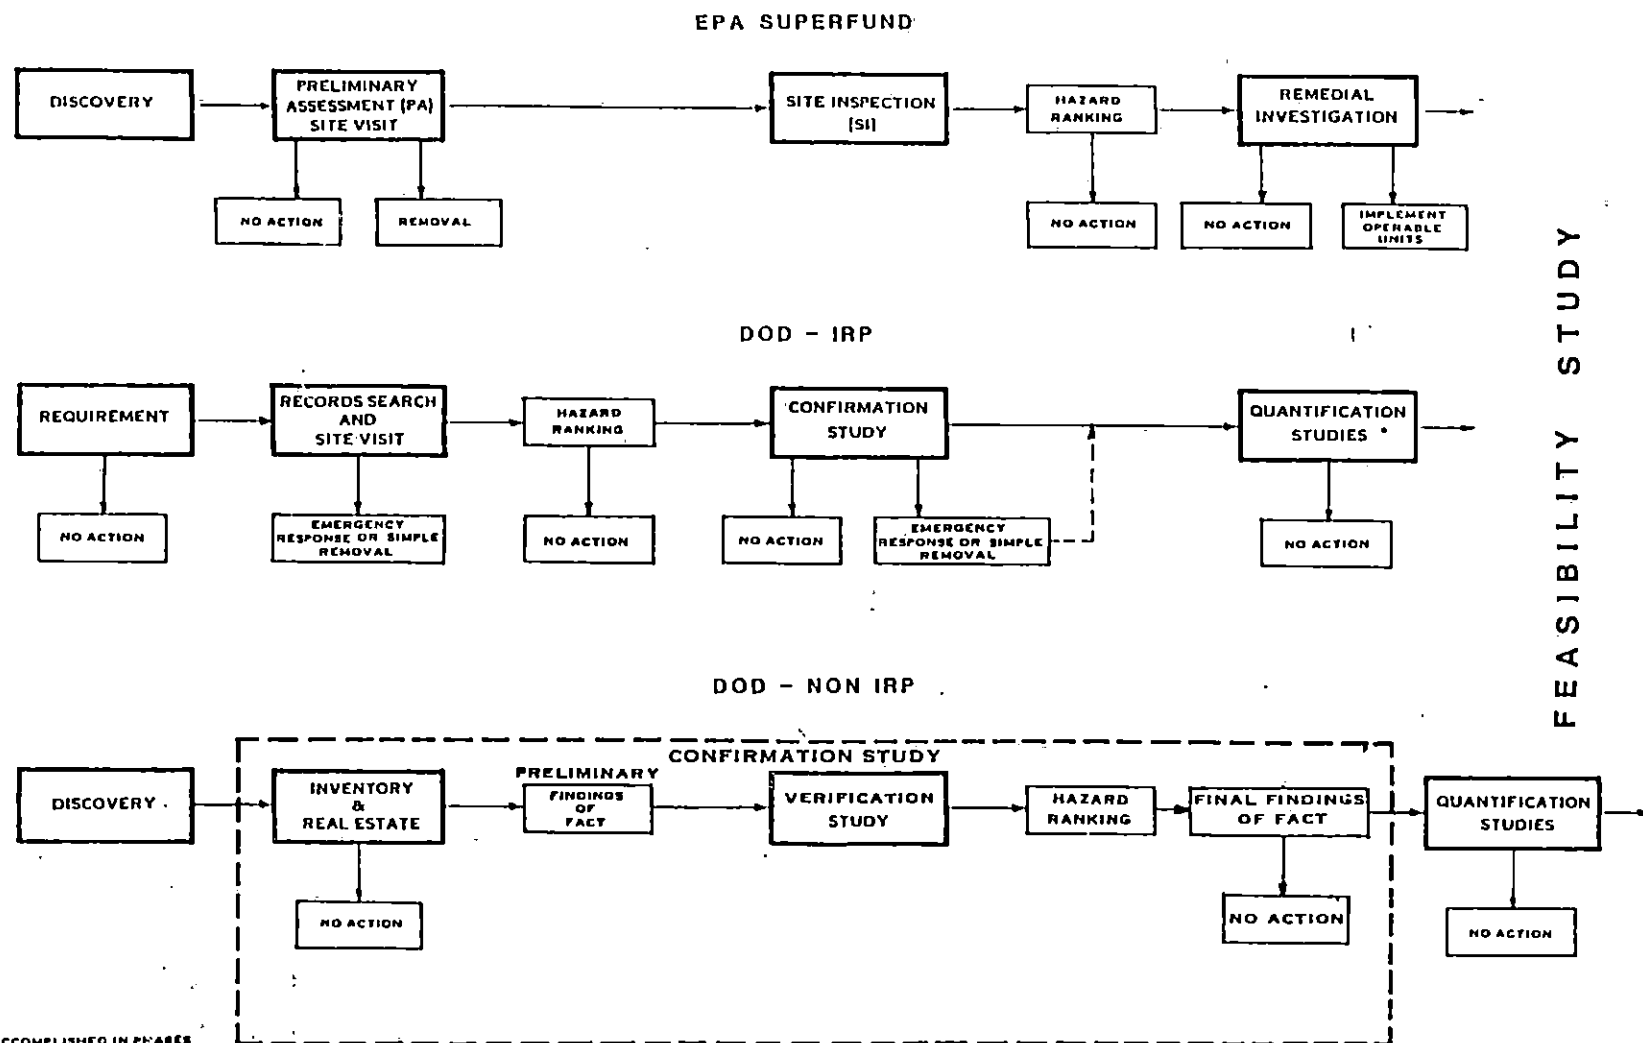 EPA SUPERFUND
DISCOVERY
PRELIMINARY
ASSESSMENT (PA)
SITE VISIT
SITE INSPECTION
[SI]
HAZARD
RANKING
REMEDIAL
INVESTIGATION
NO ACTION
REMOVAL
NO ACTION
NO ACTION
IMPLEMENT
OPERABLE
UNITS
DOD - IRP
REQUIREMENT
RECORDS SEARCH
AND
SITE VISIT
HAZARD
RANKING
CONFIRMATION
STUDY
QUANTIFICATION
STUDIES
NO ACTION
EMERGENCY
RESPONSE OR SIMPLE
REMOVAL
NO ACTION
NO ACTION
EMERGENCY
RESPONSE OR SIMPLE
REMOVAL
NO ACTION
FEASIBILITY STUDY
DOD - NON IRP
CONFIRMATION STUDY
DISCOVERY
INVENTORY
&
REAL ESTATE
PRELIMINARY
FINDINGS
OF
FACT
VERIFICATION
STUDY
HAZARD
RANKING
FINAL FINDINGS
OF FACT
QUANTIFICATION
STUDIES
NO ACTION
NO ACTION
NO ACTION
CCOMPLISHED IN PHASES